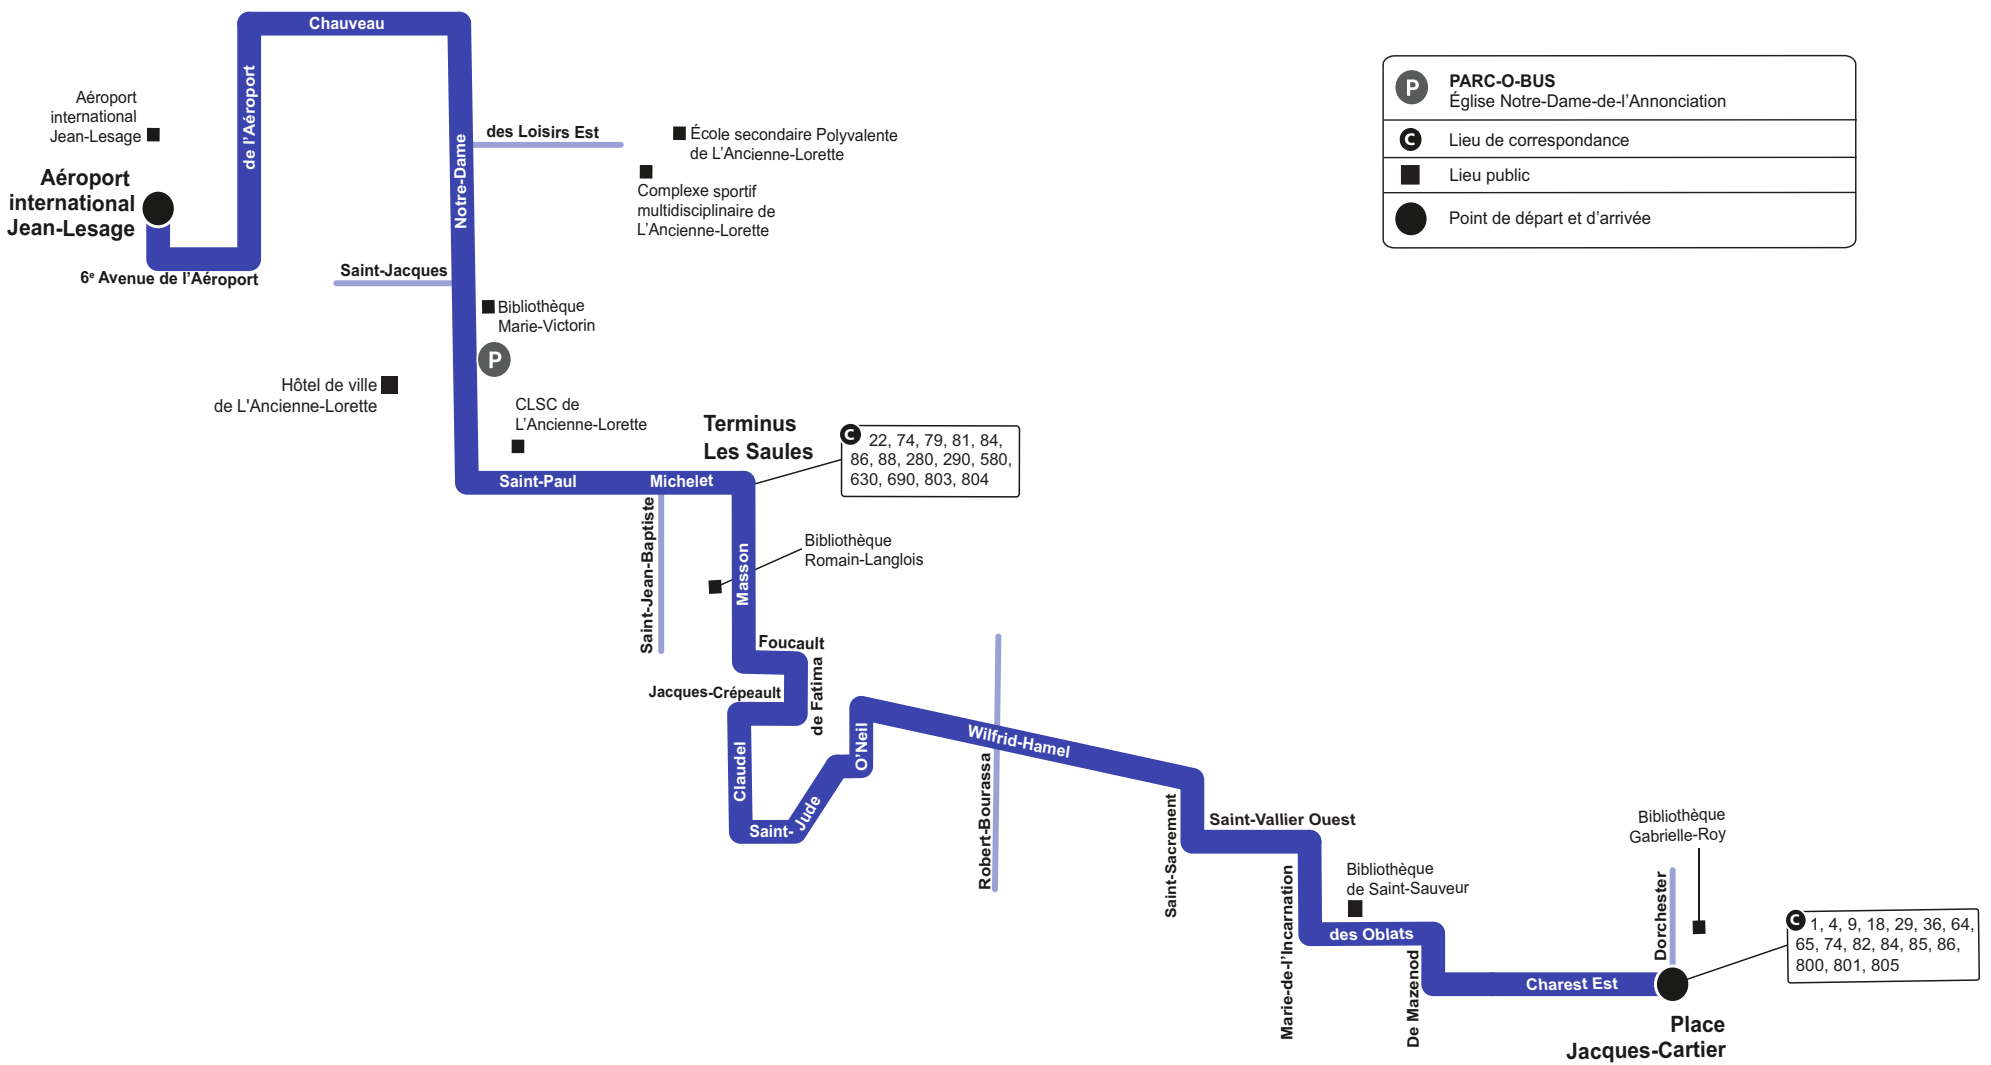 Chauveau
de l'Aéroport
Aéroport
international
Jean-Lesage
Aéroport
international
Jean-Lesage
6e Avenue de l'Aéroport
Notre-Dame
des Loisirs Est
École secondaire Polyvalente
de L'Ancienne-Lorette
Complexe sportif
multidisciplinaire de
L'Ancienne-Lorette
Saint-Jacques
Bibliothèque
Marie-Victorin
P
Hôtel de ville
de L'Ancienne-Lorette
CLSC de
L'Ancienne-Lorette
Terminus
Les Saules
C 22, 74, 79, 81, 84,
86, 88, 280, 290, 580,
630, 690, 803, 804
Saint-Paul
Michelet
Saint-Jean-Baptiste
Masson
Bibliothèque
Romain-Langlois
Foucault
de Fatima
Jacques-Crépeault
Claudel
Saint-Jude
O'Neil
Wilfrid-Hamel
Robert-Bourassa
Saint-Sacrement
Saint-Vallier Ouest
Marie-de-l'Incarnation
Bibliothèque
de Saint-Sauveur
des Oblats
De Mazenod
Charest Est
Dorchester
Bibliothèque
Gabrielle-Roy
C 1, 4, 9, 18, 29, 36, 64,
65, 74, 82, 84, 85, 86,
800, 801, 805
Place
Jacques-Cartier
P PARC-O-BUS
Église Notre-Dame-de-l'Annonciation
C Lieu de correspondance
Lieu public
Point de départ et d'arrivée